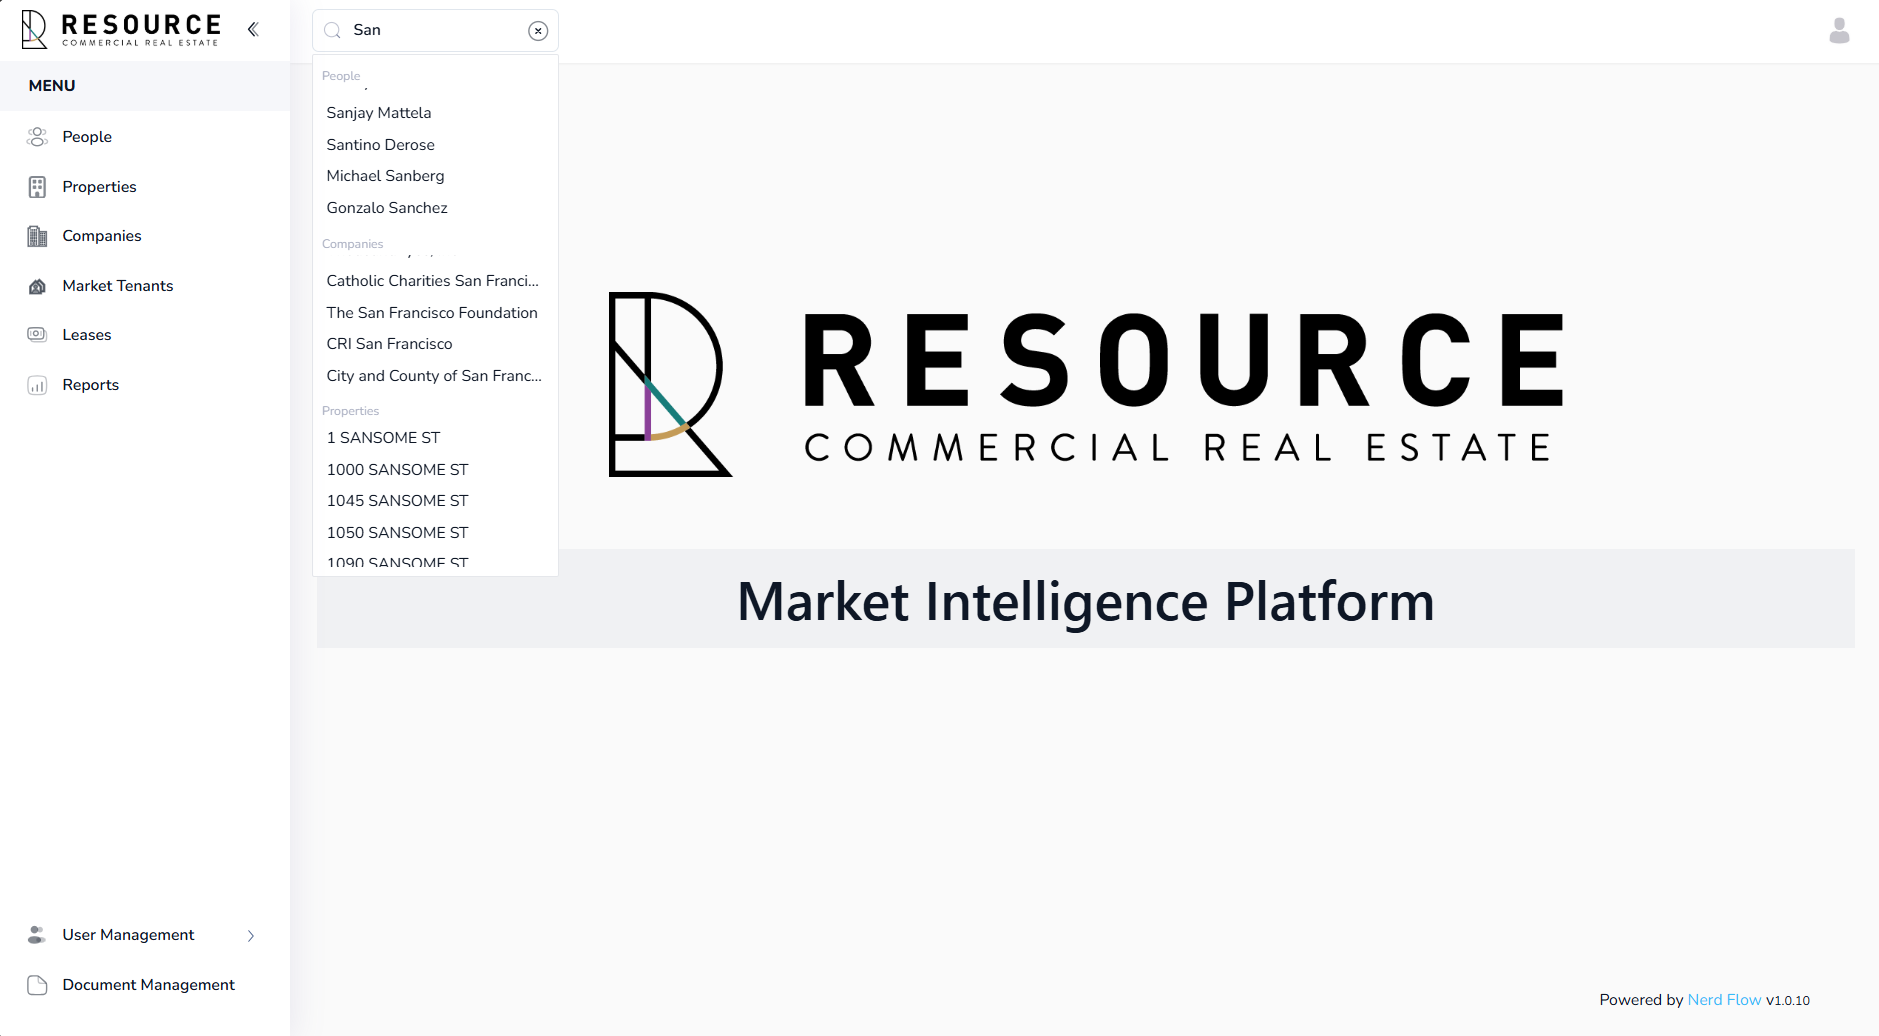 RESOURCE
COMMERCIAL REAL ESTATE
San
MENU
People
Properties
Companies
Market Tenants
Leases
Reports
User Management
Document Management
People
Sanjay Mattela
Santino Derose
Michael Sanberg
Gonzalo Sanchez
Companies
Catholic Charities San Franci...
The San Francisco Foundation
CRI San Francisco
City and County of San Franc...
Properties
1 SANSOME ST
1000 SANSOME ST
1045 SANSOME ST
1050 SANSOME ST
1090 SANSOME ST
RESOURCE
COMMERCIAL REAL ESTATE
Market Intelligence Platform
Powered by Nerd Flow v1.0.10